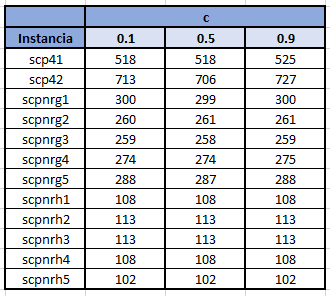 c
Instancia 0.1 0.5 0.9
scp41 518 518 525
scp42 713 706 727
scpnrg1 300 299 300
scpnrg2 260 261 261
scpnrg3 259 258 259
scpnrg4 274 274 275
scpnrg5 288 287 288
scpnrh1 108 108 108
scpnrh2 113 113 113
scpnrh3 113 113 113
scpnrh4 108 108 108
scpnrh5 102 102 102